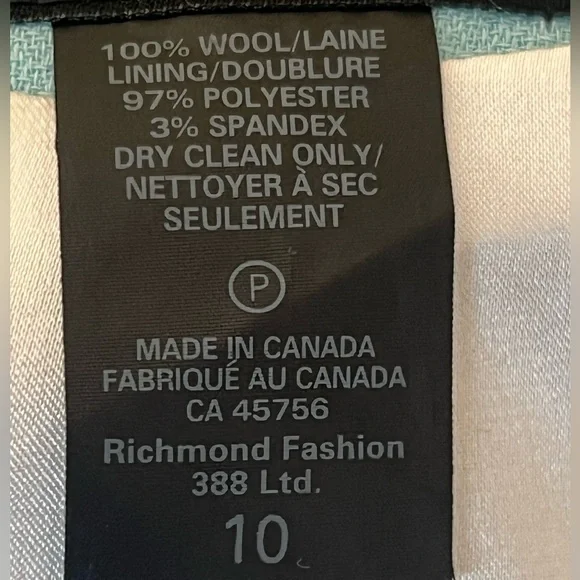 100% WOOL/LAINE
LINING/DOUBLURE
97% POLYESTER
3% SPANDEX
DRY CLEAN ONLY/
NETTOYER À SEC
SEULEMENT
P
MADE IN CANADA
FABRIQUÉ AU CANADA
CA 45756
Richmond Fashion
388 Ltd.
10